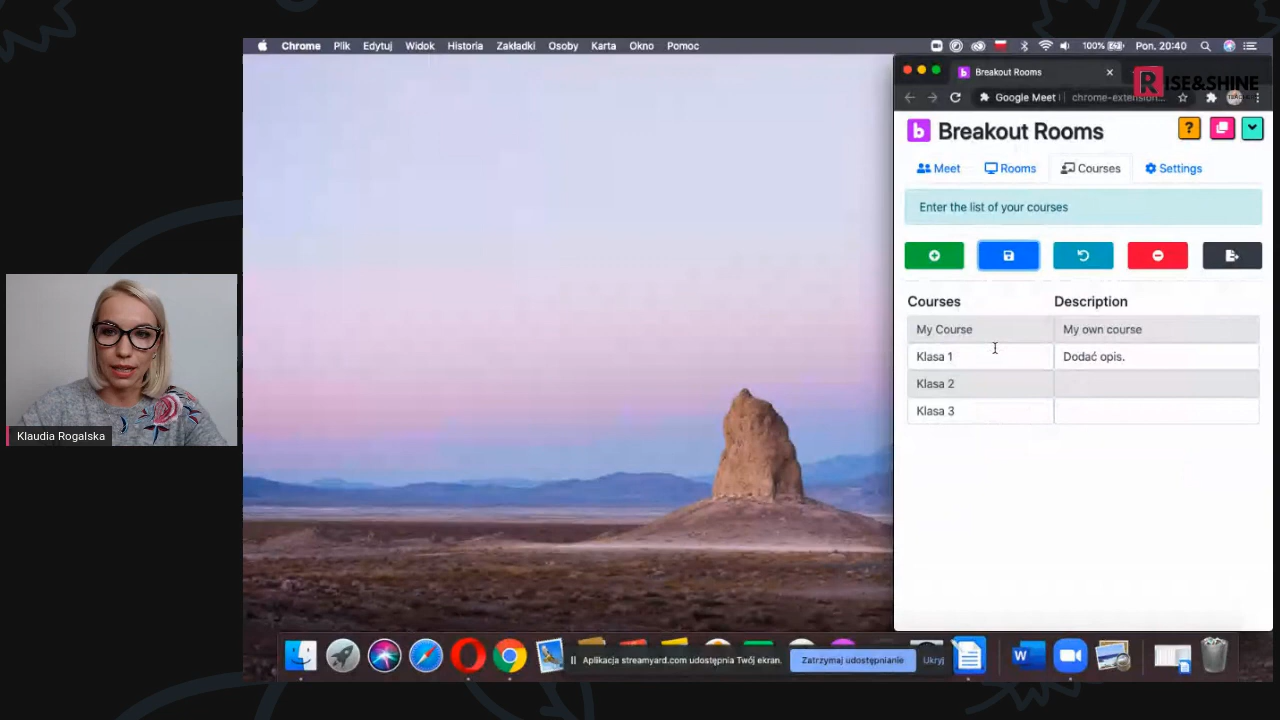 Chrome Plik Edytuj Widok Historia Zakładki Osoby Karta Okno Pomoc 100% Pon. 20:40
Breakout Rooms
RISE&SHINE
Google Meet chrome-extension...
b Breakout Rooms ?
Meet Rooms Courses Settings
Enter the list of your courses
Courses Description
My Course My own course
Klasa 1 Dodać opis.
Klasa 2
Klasa 3
Klaudia Rogalska
Aplikacja streamyard.com udostępnia Twój ekran. Zatrzymaj udostępnianie Ukryj
W